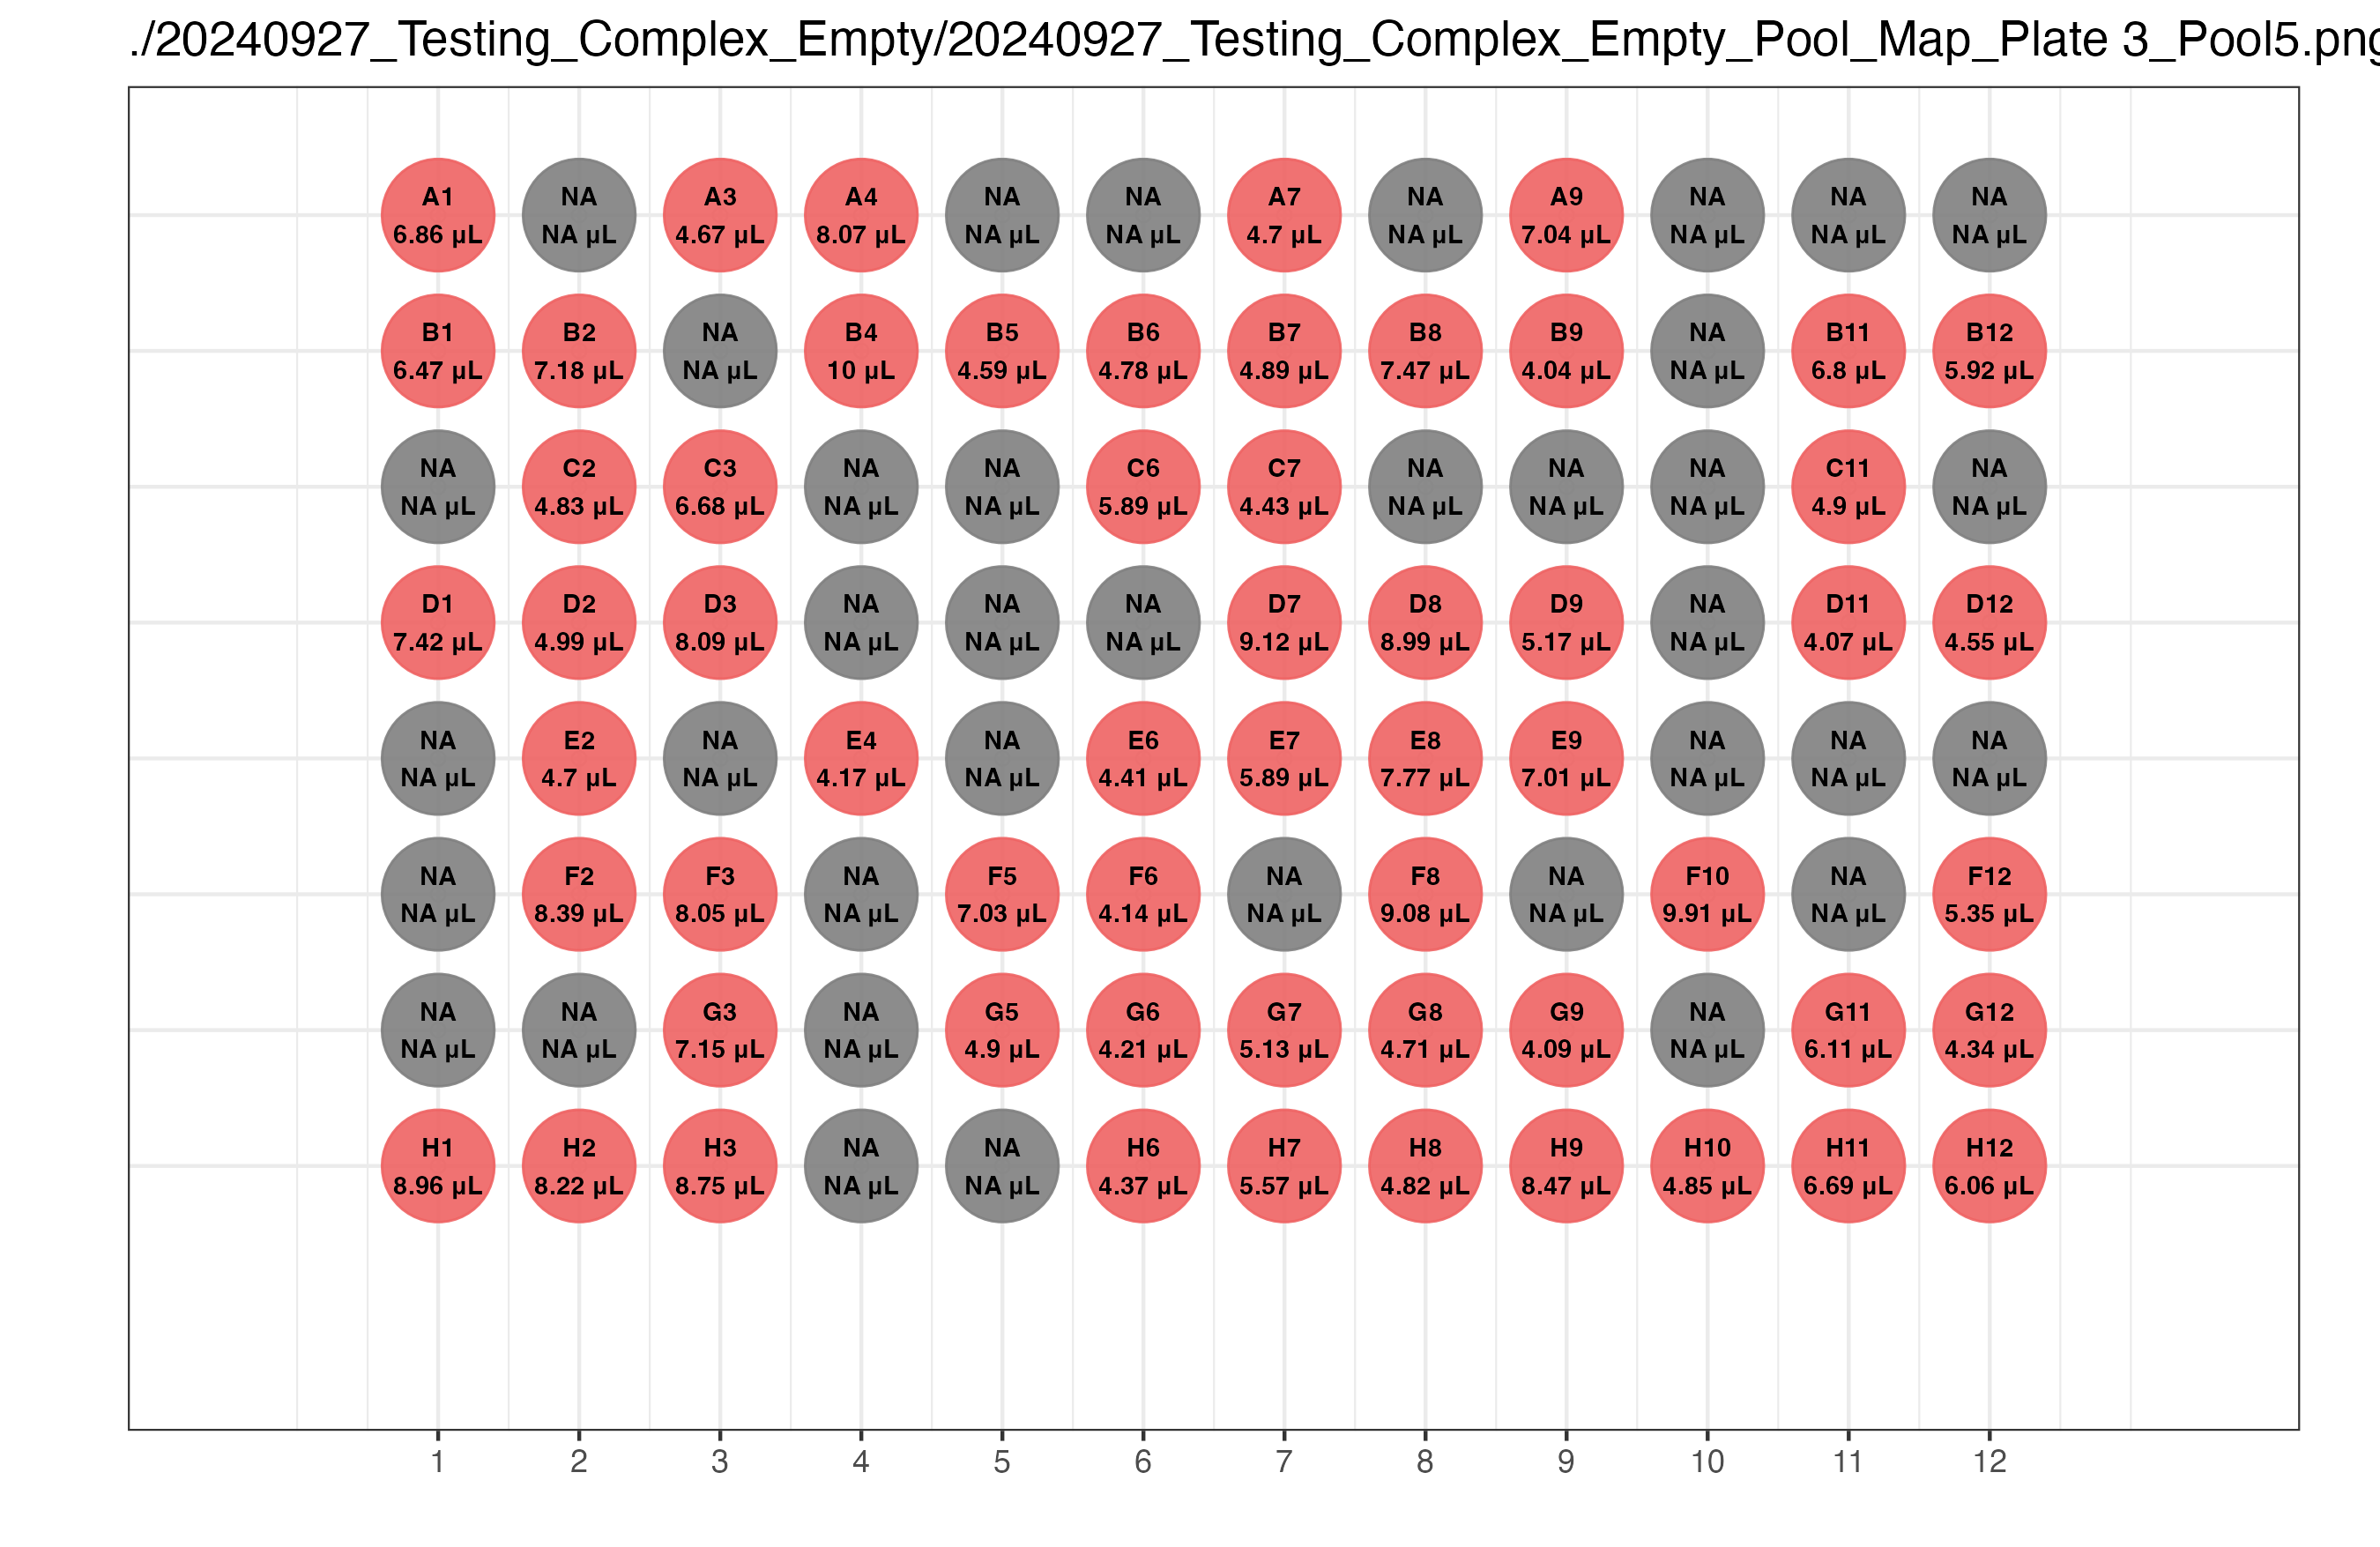 ./20240927_Testing_Complex_Empty/20240927_Testing_Complex_Empty_Pool_Map_Plate 3_Pool5.png
A1 NA A3 A4 NA NA A7 NA A9 NA NA NA
6.86 µL NA µL 4.67 µL 8.07 µL NA µL NA µL 4.7 µL NA µL 7.04 µL NA µL NA µL NA µL
B1 B2 NA B4 B5 B6 B7 B8 B9 NA B11 B12
6.47 µL 7.18 µL NA µL 10 µL 4.59 µL 4.78 µL 4.89 µL 7.47 µL 4.04 µL NA µL 6.8 µL 5.92 µL
NA C2 C3 NA NA C6 C7 NA NA NA C11 NA
NA µL 4.83 µL 6.68 µL NA µL NA µL 5.89 µL 4.43 µL NA µL NA µL NA µL 4.9 µL NA µL
D1 D2 D3 NA NA NA D7 D8 D9 NA D11 D12
7.42 µL 4.99 µL 8.09 µL NA µL NA µL NA µL 9.12 µL 8.99 µL 5.17 µL NA µL 4.07 µL 4.55 µL
NA E2 NA E4 NA E6 E7 E8 E9 NA NA NA
NA µL 4.7 µL NA µL 4.17 µL NA µL 4.41 µL 5.89 µL 7.77 µL 7.01 µL NA µL NA µL NA µL
NA F2 F3 NA F5 F6 NA F8 NA F10 NA F12
NA µL 8.39 µL 8.05 µL NA µL 7.03 µL 4.14 µL NA µL 9.08 µL NA µL 9.91 µL NA µL 5.35 µL
NA NA G3 NA G5 G6 G7 G8 G9 NA G11 G12
NA µL NA µL 7.15 µL NA µL 4.9 µL 4.21 µL 5.13 µL 4.71 µL 4.09 µL NA µL 6.11 µL 4.34 µL
H1 H2 H3 NA NA H6 H7 H8 H9 H10 H11 H12
8.96 µL 8.22 µL 8.75 µL NA µL NA µL 4.37 µL 5.57 µL 4.82 µL 8.47 µL 4.85 µL 6.69 µL 6.06 µL
1 2 3 4 5 6 7 8 9 10 11 12